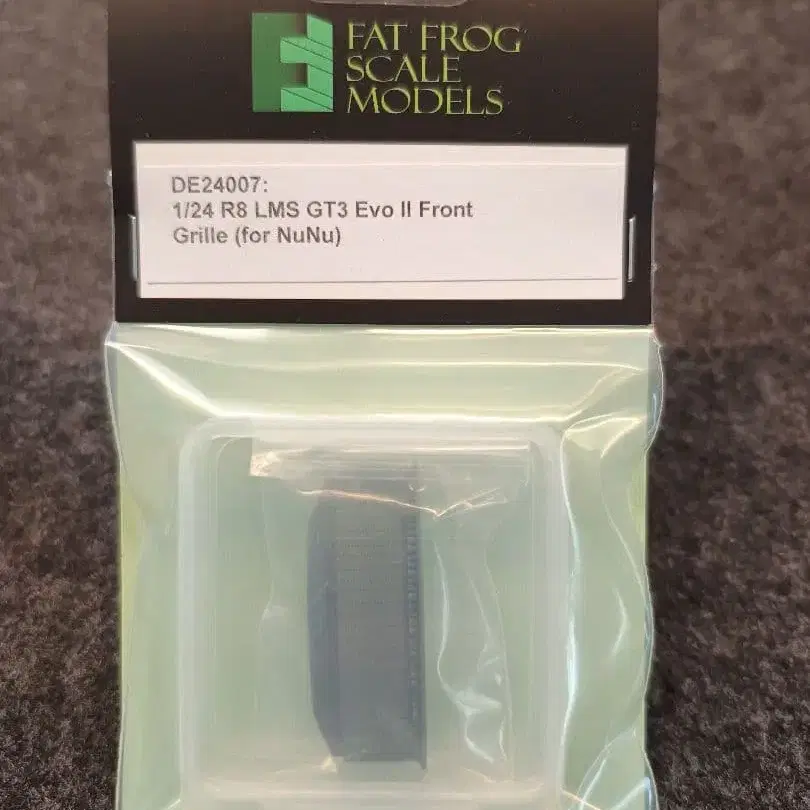 FAT FROG
SCALE
MODELS
DE24007:
1/24 R8 LMS GT3 Evo II Front
Grille (for NuNu)